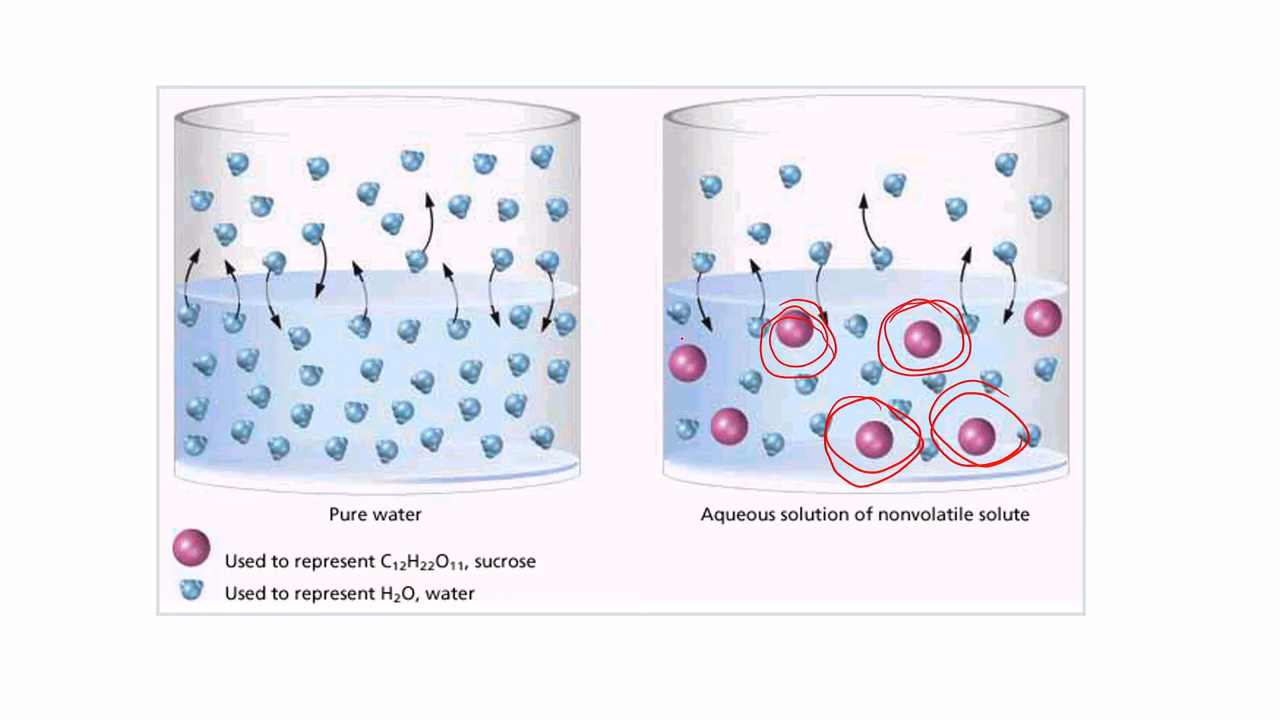 Pure water
Aqueous solution of nonvolatile solute
Used to represent C₁₂H₂₂O₁₁, sucrose
Used to represent H₂O, water